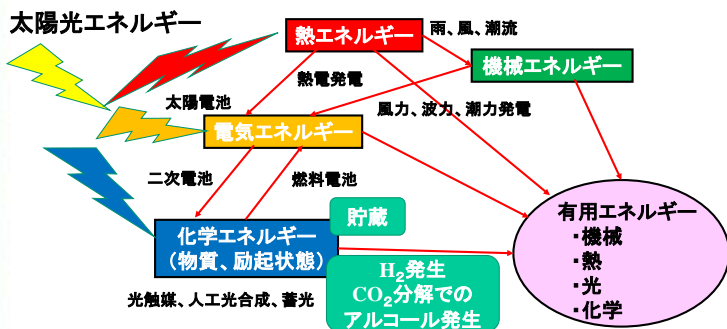 太陽光エネルギー
熱エネルギー
雨、風、潮流
機械エネルギー
熱電発電
太陽電池
風力、波力、潮力発電
電気エネルギー
二次電池
燃料電池
貯蔵
化学エネルギー
（物質、励起状態）
有用エネルギー
・機械
・熱
・光
・化学
H₂発生
CO₂分解での
アルコール発生
光触媒、人工光合成、蓄光